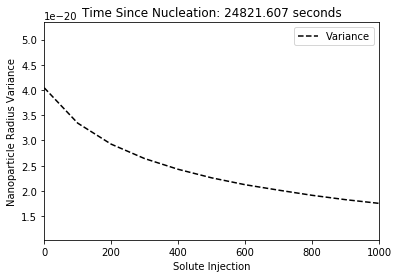 Time Since Nucleation: 24821.607 seconds
1e−20
Variance
5.0
4.5
4.0
3.5
3.0
2.5
2.0
1.5
Nanoparticle Radius Variance
0 200 400 600 800 1000
Solute Injection